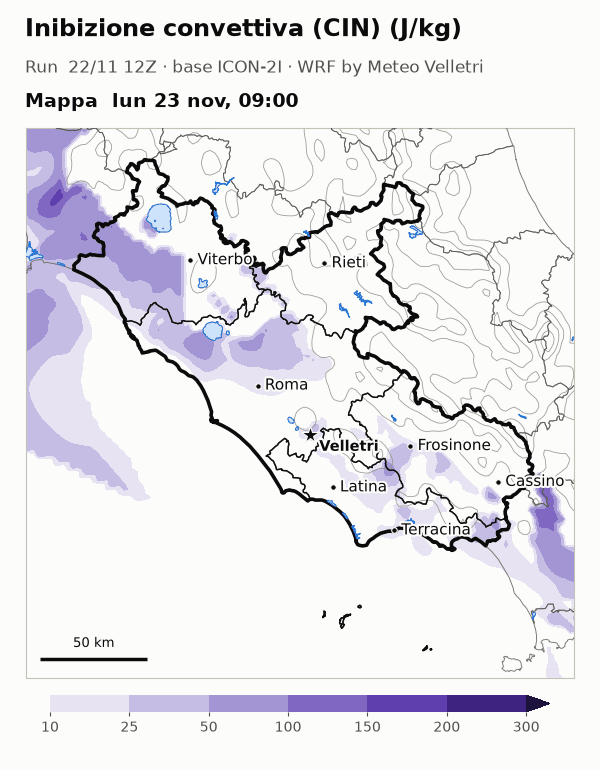 Inibizione convettiva (CIN) (J/kg)
Run  22/11 12Z · base ICON-2I · WRF by Meteo Velletri
Mappa  lun 23 nov, 09:00
Viterbo
Rieti
Roma
Velletri
Frosinone
Cassino
Latina
Terracina
50 km
10 25 50 100 150 200 300